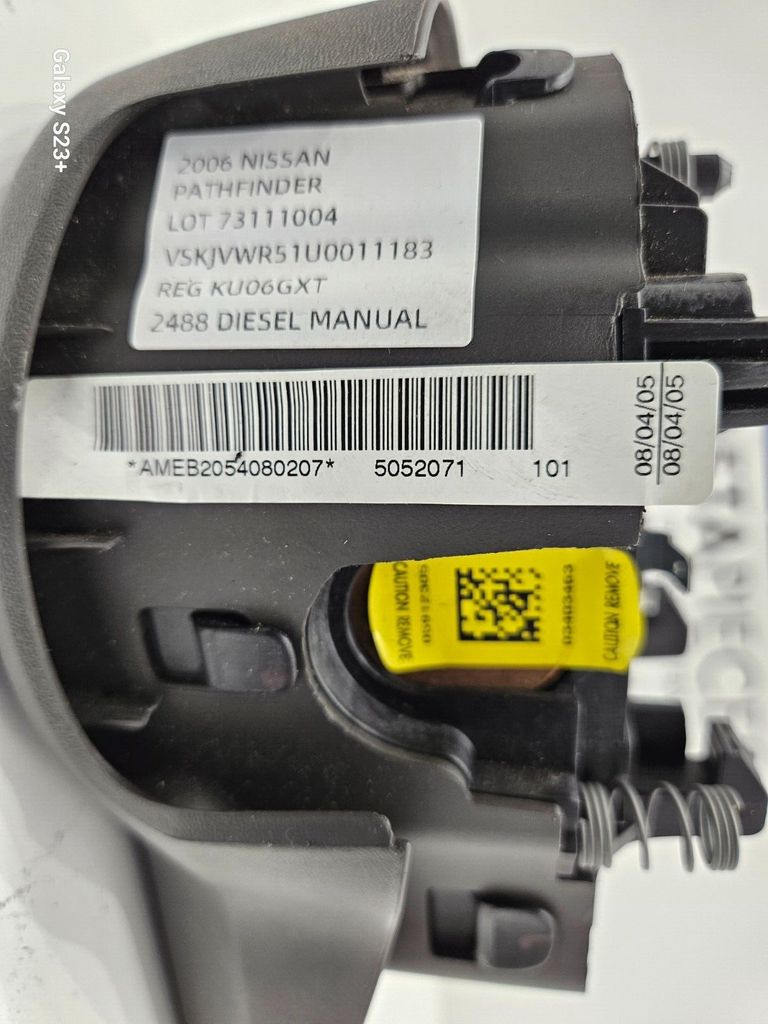 Galaxy S23+
2006 NISSAN
PATHFINDER
LOT 73111004
VSKJVWR51U0011183
REG KU06GXT
2488 DIESEL MANUAL
*AMEB2054080207* 5052071 101
08/04/05
08/04/05
CAUTION REMOVE
03403463
CAUTION REMOVE